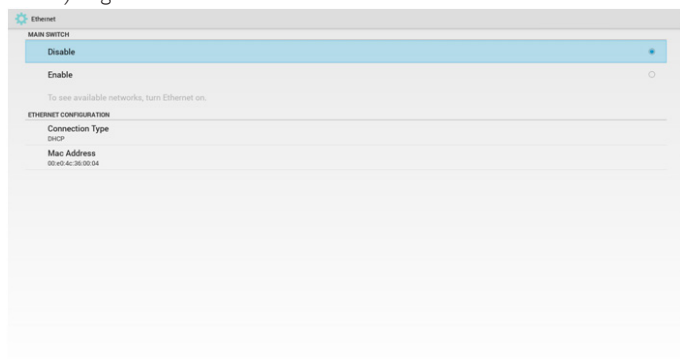 Ethernet
MAIN SWITCH
Disable
Enable
To see available networks, turn Ethernet on.
ETHERNET CONFIGURATION
Connection Type
DHCP
Mac Address
00:e0:4c:36:00:04